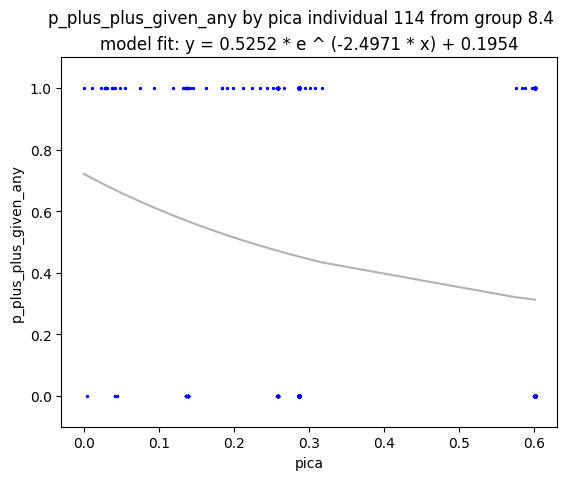 p_plus_plus_given_any by pica individual 114 from group 8.4
model fit: y = 0.5252 * e ^ (-2.4971 * x) + 0.1954
1.0
0.8
0.6
0.4
0.2
0.0
p_plus_plus_given_any
0.0 0.1 0.2 0.3 0.4 0.5 0.6
pica